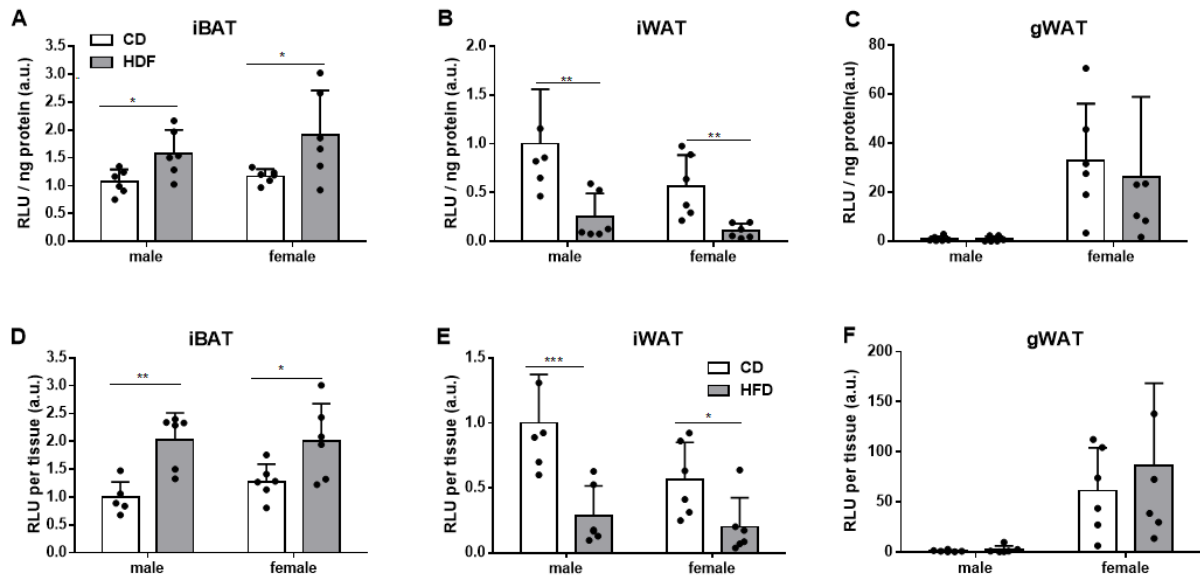 A
iBAT
CD
HDF
RLU / ng protein (a.u.)
3.5
3.0
2.5
2.0
1.5
1.0
0.5
0.0
*
*
male
female
B
iWAT
RLU / ng protein (a.u.)
2.0
1.5
1.0
0.5
0.0
**
**
male
female
C
gWAT
RLU / ng protein(a.u)
80
60
40
20
0
male
female
D
iBAT
RLU per tissue (a.u.)
3.5
3.0
2.5
2.0
1.5
1.0
0.5
0.0
**
*
male
female
E
iWAT
CD
HFD
RLU per tissue (a.u.)
1.5
1.0
0.5
0.0
***
*
male
female
F
gWAT
RLU per tissue (a.u.)
200
150
100
50
0
male
female